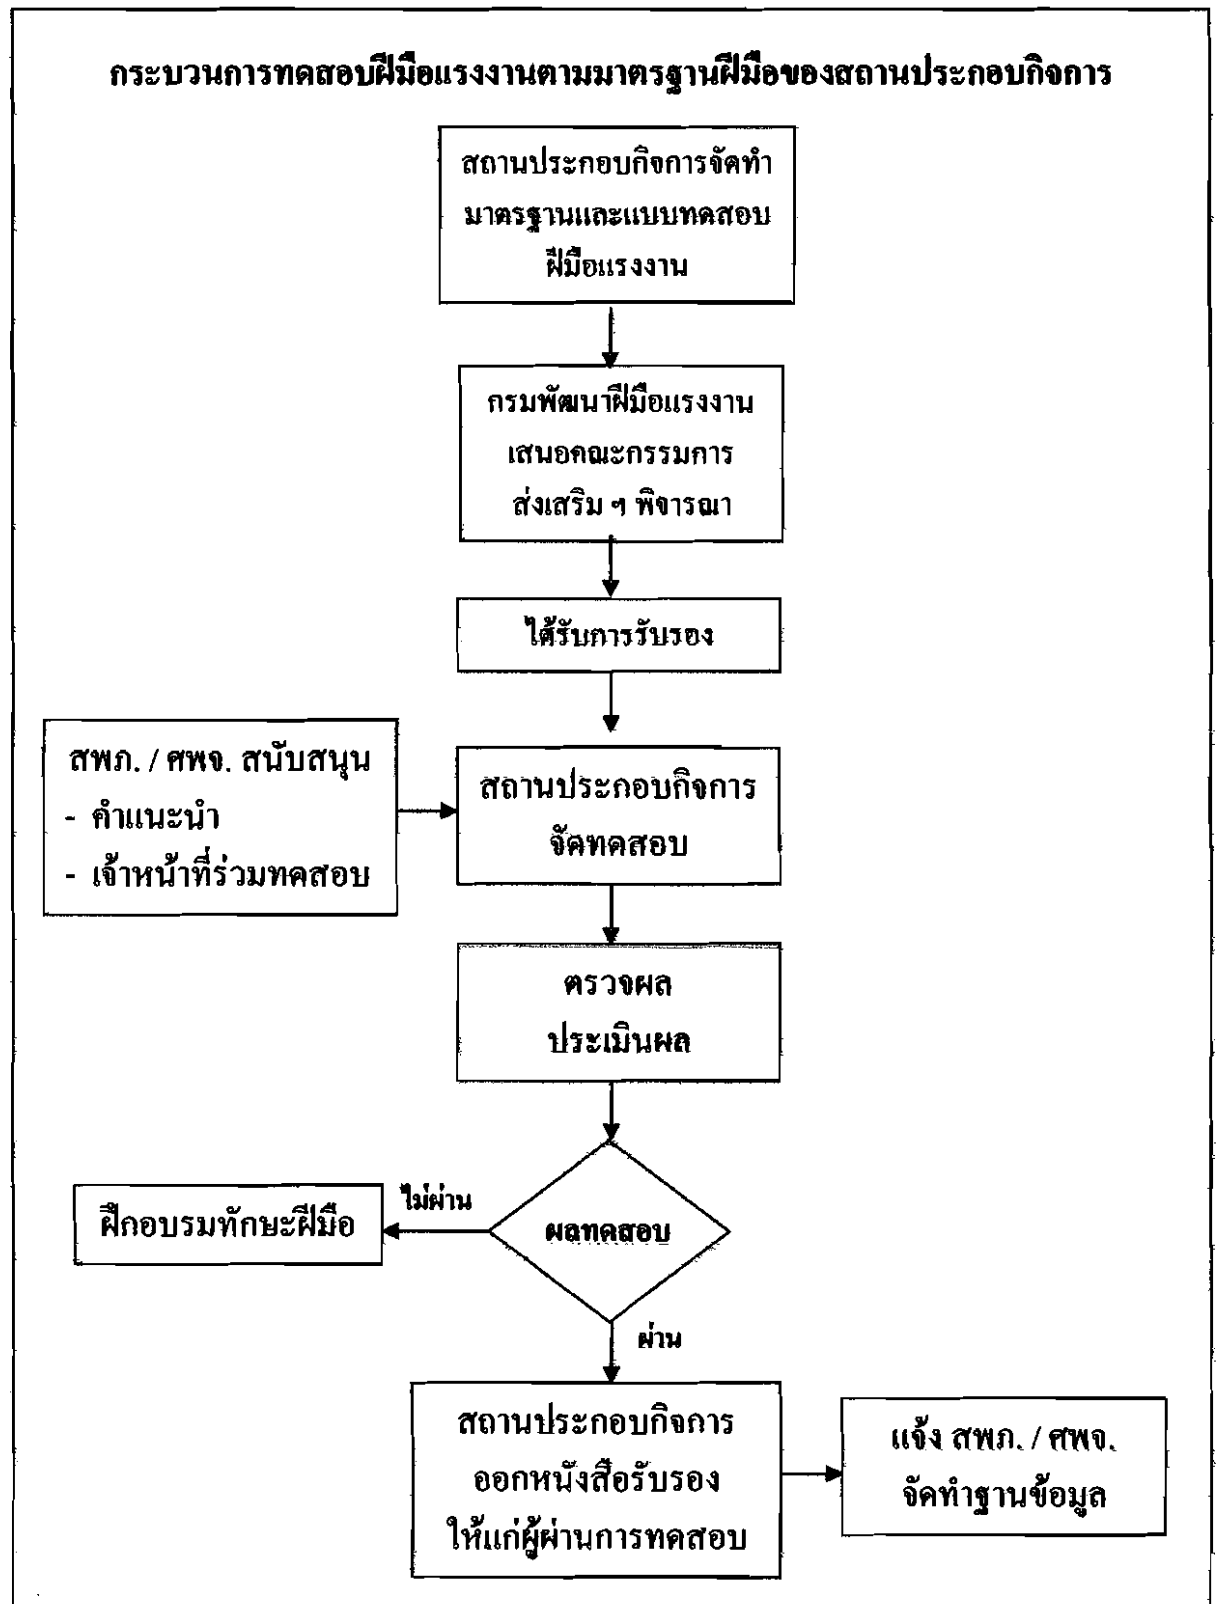 กระบวนการทดสอบฝีมือแรงงานตามมาตรฐานฝีมือของสถานประกอบกิจการ
สถานประกอบกิจการจัดทำ
มาตรฐานและแบบทดสอบ
ฝีมือแรงงาน
กรมพัฒนาฝีมือแรงงาน
เสนอคณะกรรมการ
ส่งเสริม ฯ พิจารณา
ได้รับการรับรอง
สพภ. / ศพจ. สนับสนุน
- คำแนะนำ
- เจ้าหน้าที่ร่วมทดสอบ
สถานประกอบกิจการ
จัดทดสอบ
ตรวจผล
ประเมินผล
ไม่ผ่าน
ฝึกอบรมทักษะฝีมือ
ผลทดสอบ
ผ่าน
สถานประกอบกิจการ
ออกหนังสือรับรอง
ให้แก่ผู้ผ่านการทดสอบ
แจ้ง สพภ. / ศพจ.
จัดทำฐานข้อมูล